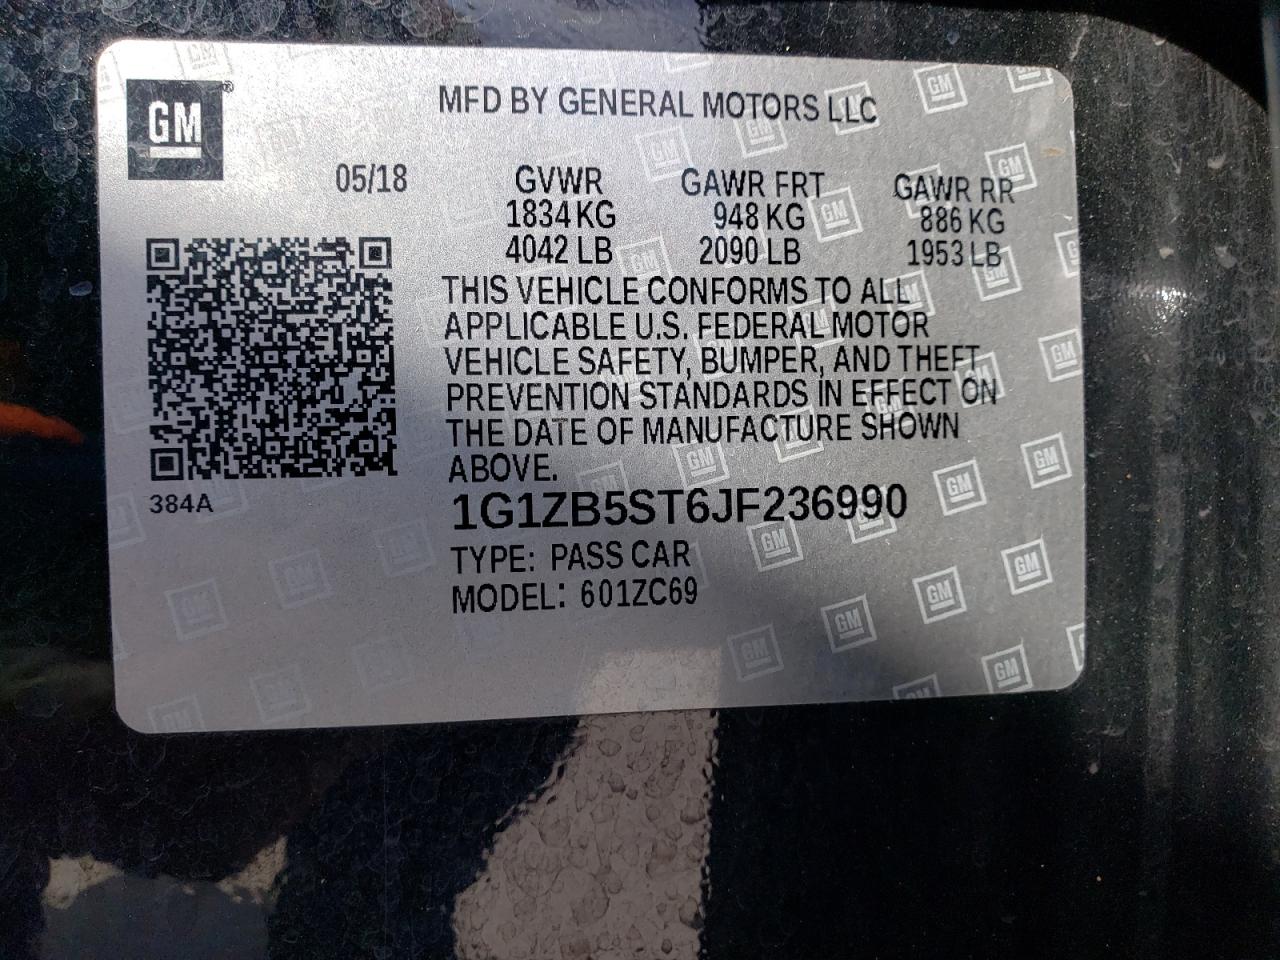 GM®
MFD BY GENERAL MOTORS LLC
05/18 GVWR GAWR FRT GAWR RR
1834 KG 948 KG 886 KG
4042 LB 2090 LB 1953 LB
THIS VEHICLE CONFORMS TO ALL
APPLICABLE U.S. FEDERAL MOTOR
VEHICLE SAFETY, BUMPER, AND THEFT
PREVENTION STANDARDS IN EFFECT ON
THE DATE OF MANUFACTURE SHOWN
ABOVE.
384A
1G1ZB5ST6JF236990
TYPE: PASS CAR
MODEL: 601ZC69